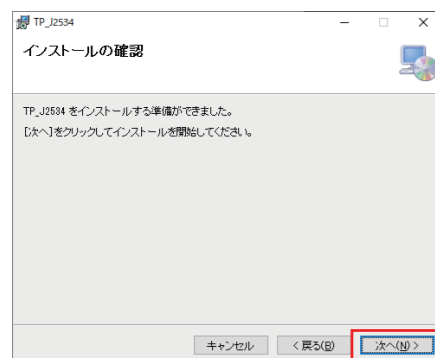 TP_J2534
インストールの確認
TP_J2534 をインストールする準備ができました。
[次へ]をクリックしてインストールを開始してください。
キャンセル
< 戻る(B)
次へ(N) >